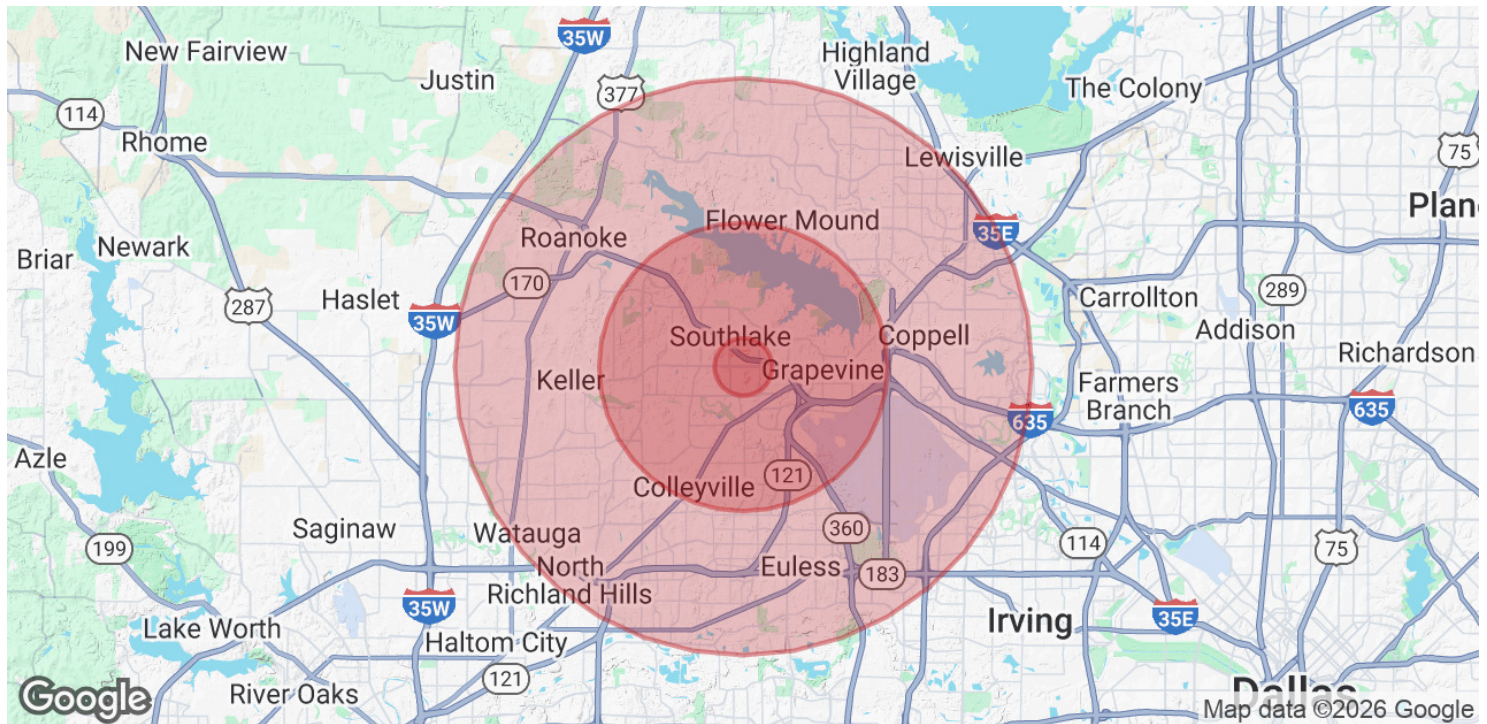 New Fairview
35W
Highland
Village
Justin
377
The Colony
114
Rhome
Lewisville
75
Flower Mound
Plan
Roanoke
35E
Newark
Briar
170
289
Haslet
287
35W
Carrollton
Southlake
Coppell
Addison
Richardson
Grapevine
Keller
Farmers
Branch
635
635
Azle
121
Colleyville
Saginaw
360
Watauga
199
114
75
North
Richland Hills
Euless
183
35W
35E
Irving
Lake Worth
Haltom City
121
River Oaks
Dallas
Google
Map data ©2026 Google